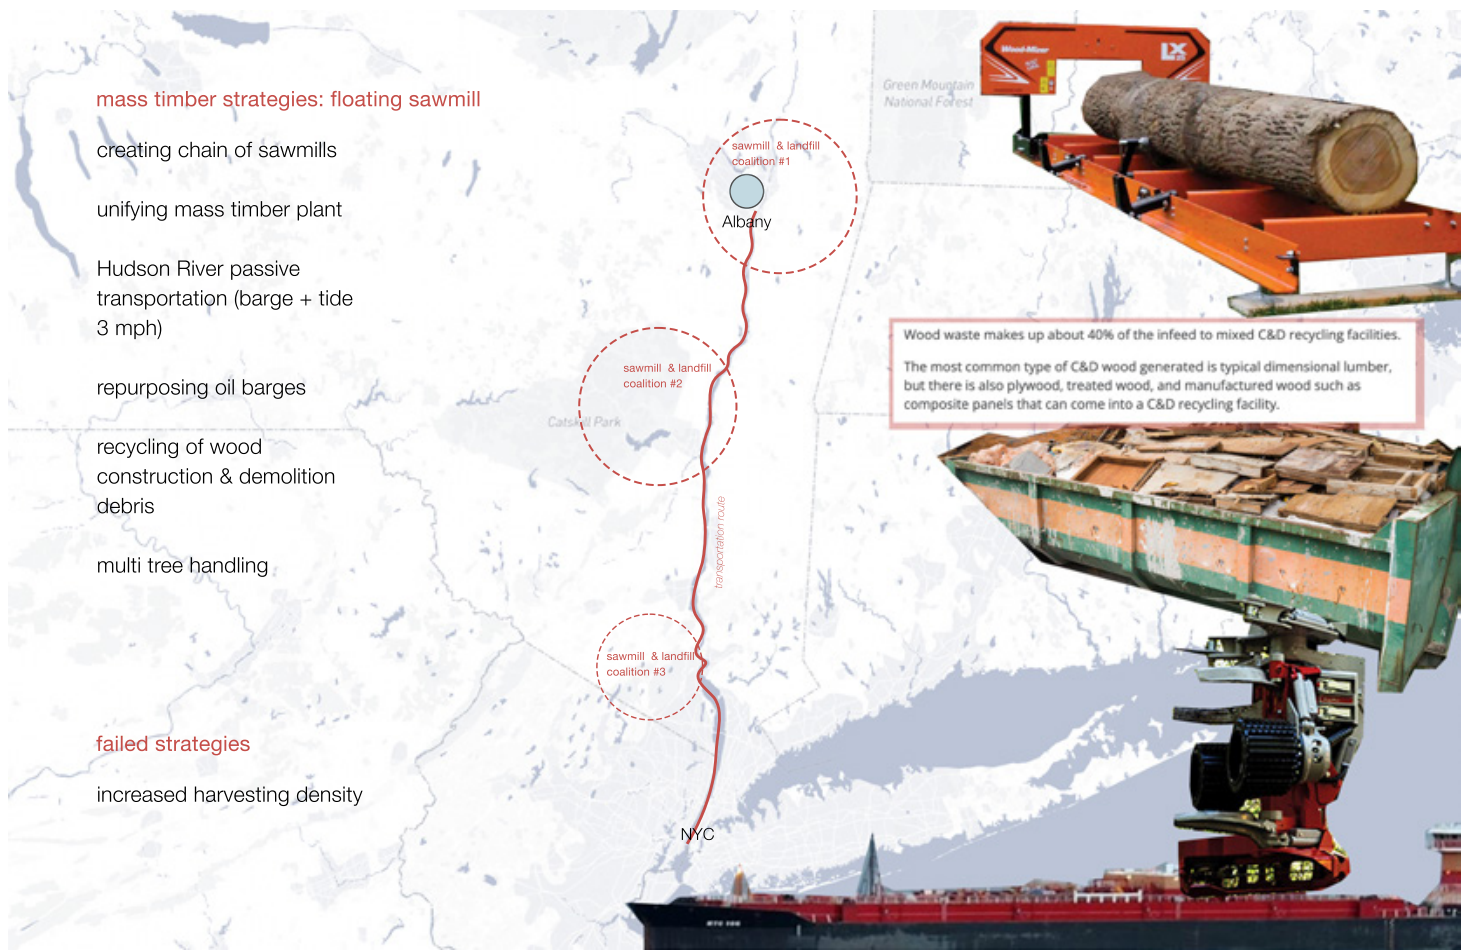 mass timber strategies: floating sawmill
creating chain of sawmills
unifying mass timber plant
Hudson River passive
transportation (barge + tide
3 mph)
repurposing oil barges
recycling of wood
construction & demolition
debris
multi tree handling
failed strategies
increased harvesting density
sawmill & landfill
coalition #1
Albany
sawmill & landfill
coalition #2
Catskill Park
transportation route
sawmill & landfill
coalition #3
NYC
Green Mountain
National Forest
Wood-Mizer
LX
Wood waste makes up about 40% of the infeed to mixed C&D recycling facilities.
The most common type of C&D wood generated is typical dimensional lumber,
but there is also plywood, treated wood, and manufactured wood such as
composite panels that can come into a C&D recycling facility.